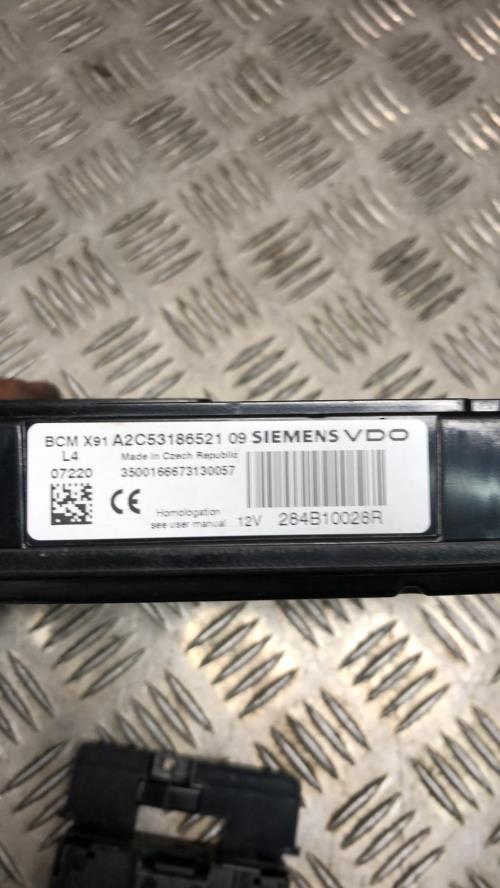 BCM X91 A2C53186521 09 SIEMENS VDO
L4 Made in Czech Republic
07220 3500166673130057
CE Homologation
see user manual 12V 284B10028R